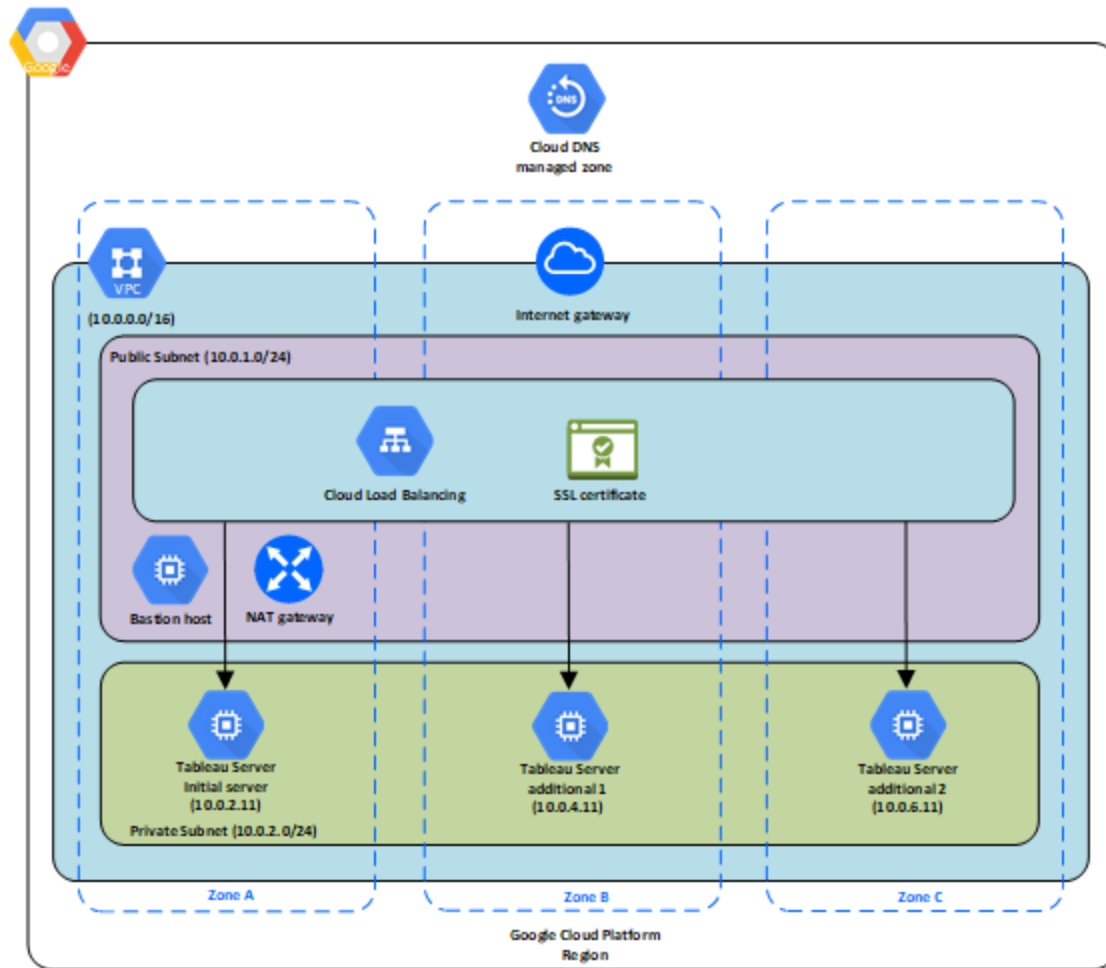 Google
DNS
Cloud DNS
managed zone
VPC
(10.0.0.0/16)
Internet gateway
Public Subnet (10.0.1.0/24)
Cloud Load Balancing
SSL certificate
Bastion host
NAT gateway
Tableau Server
Initial server
(10.0.2.11)
Tableau Server
additional 1
(10.0.4.11)
Tableau Server
additional 2
(10.0.6.11)
Private Subnet (10.0.2.0/24)
Zone A
Zone B
Zone C
Google Cloud Platform
Region